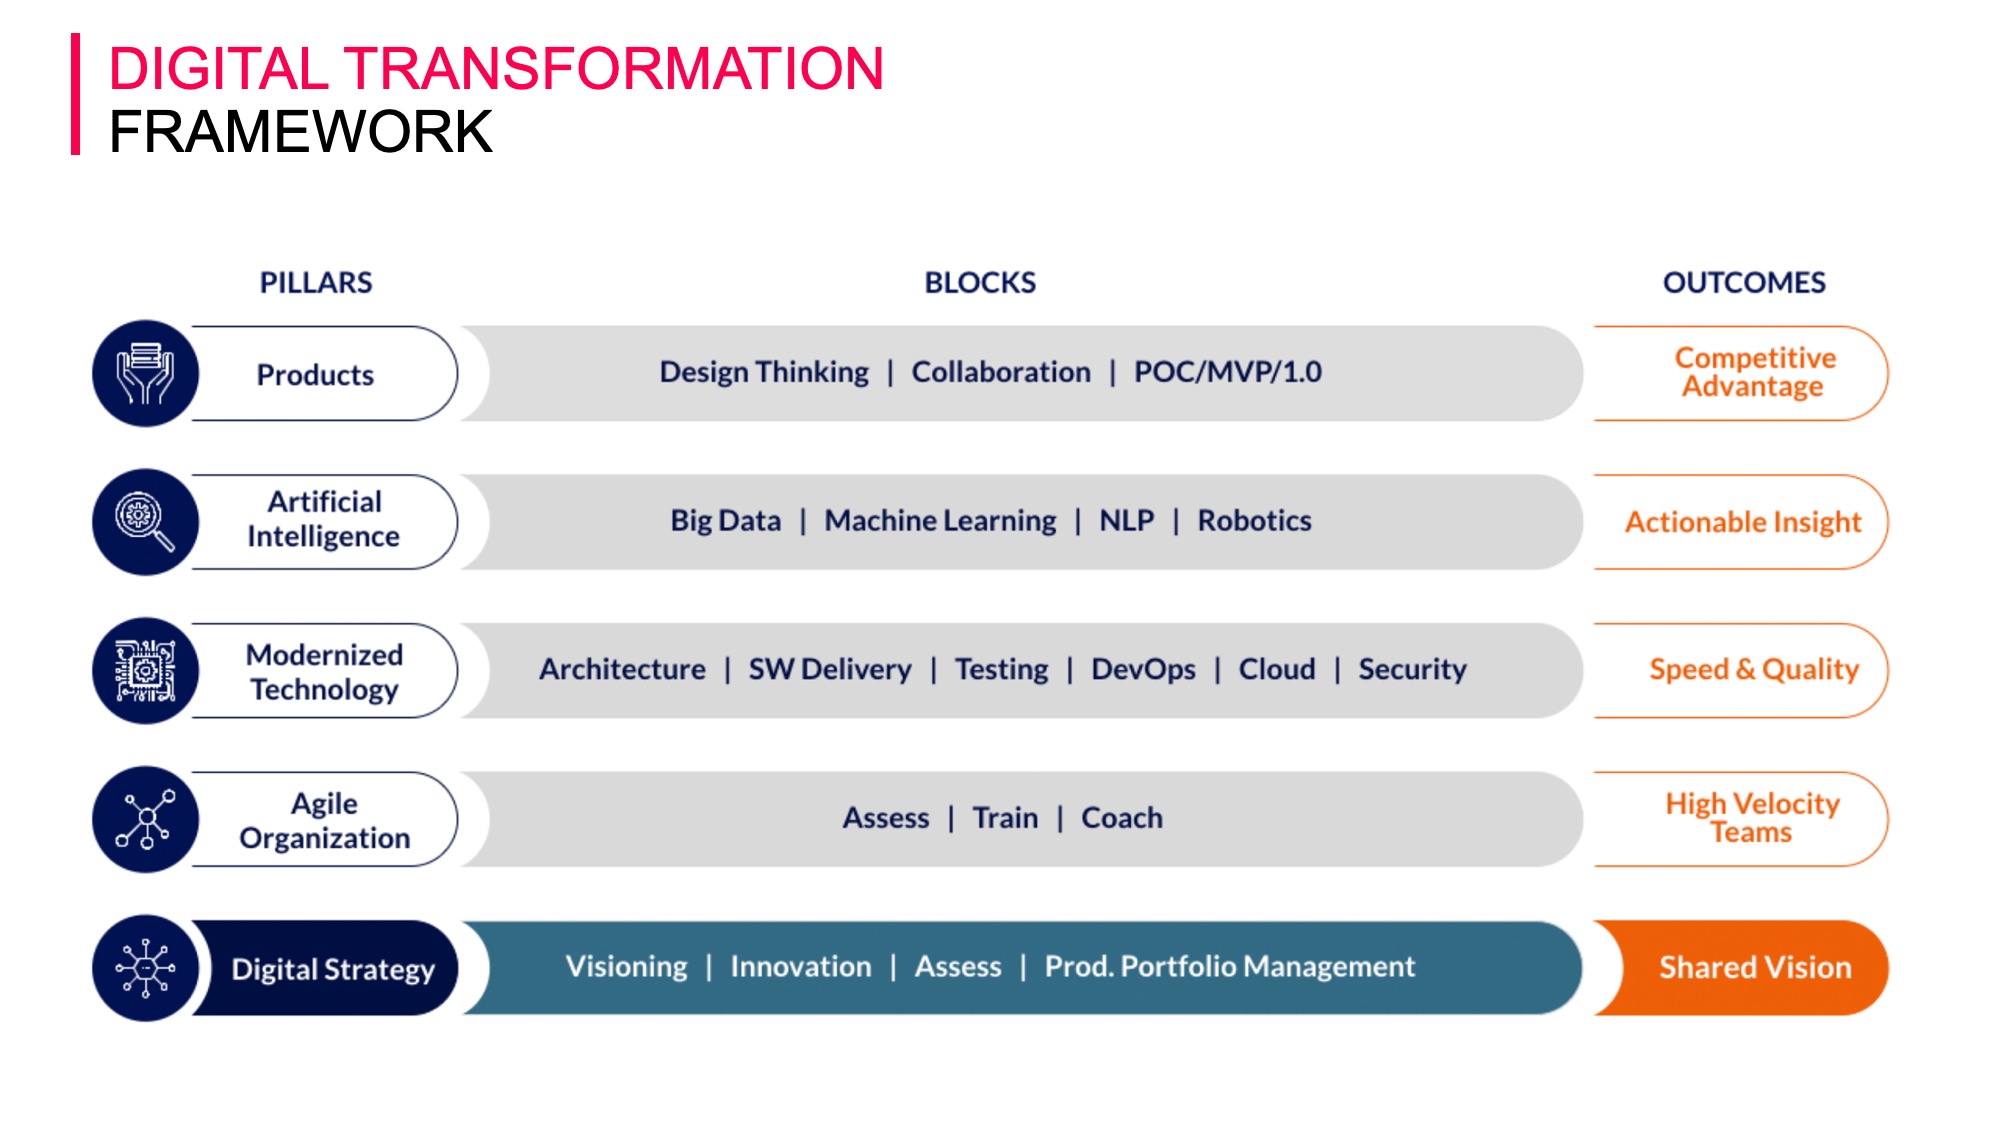 DIGITAL TRANSFORMATION
FRAMEWORK
PILLARS
BLOCKS
OUTCOMES
Products
Design Thinking | Collaboration | POC/MVP/1.0
Competitive
Advantage
Artificial
Intelligence
Big Data | Machine Learning | NLP | Robotics
Actionable Insight
Modernized
Technology
Architecture | SW Delivery | Testing | DevOps | Cloud | Security
Speed & Quality
Agile
Organization
Assess | Train | Coach
High Velocity
Teams
Digital Strategy
Visioning | Innovation | Assess | Prod. Portfolio Management
Shared Vision